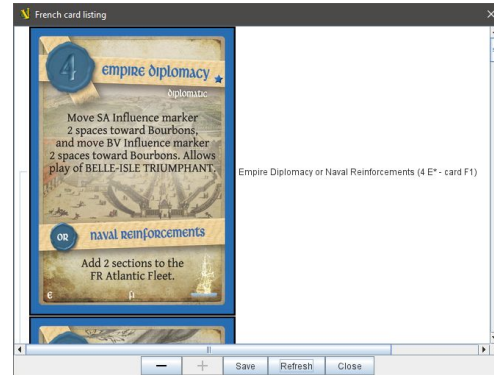 French card listing
4
empire diplomacy
diplomatic
Move SA Influence marker
2 spaces toward Bourbons,
and move BV Influence marker
2 spaces toward Bourbons. Allows
play of BELLE-ISLE TRIUMPHANT.
Empire Diplomacy or Naval Reinforcements (4 E* - card F1)
OR
naval reinforcements
Add 2 sections to the
FR Atlantic Fleet.
Save
Refresh
Close